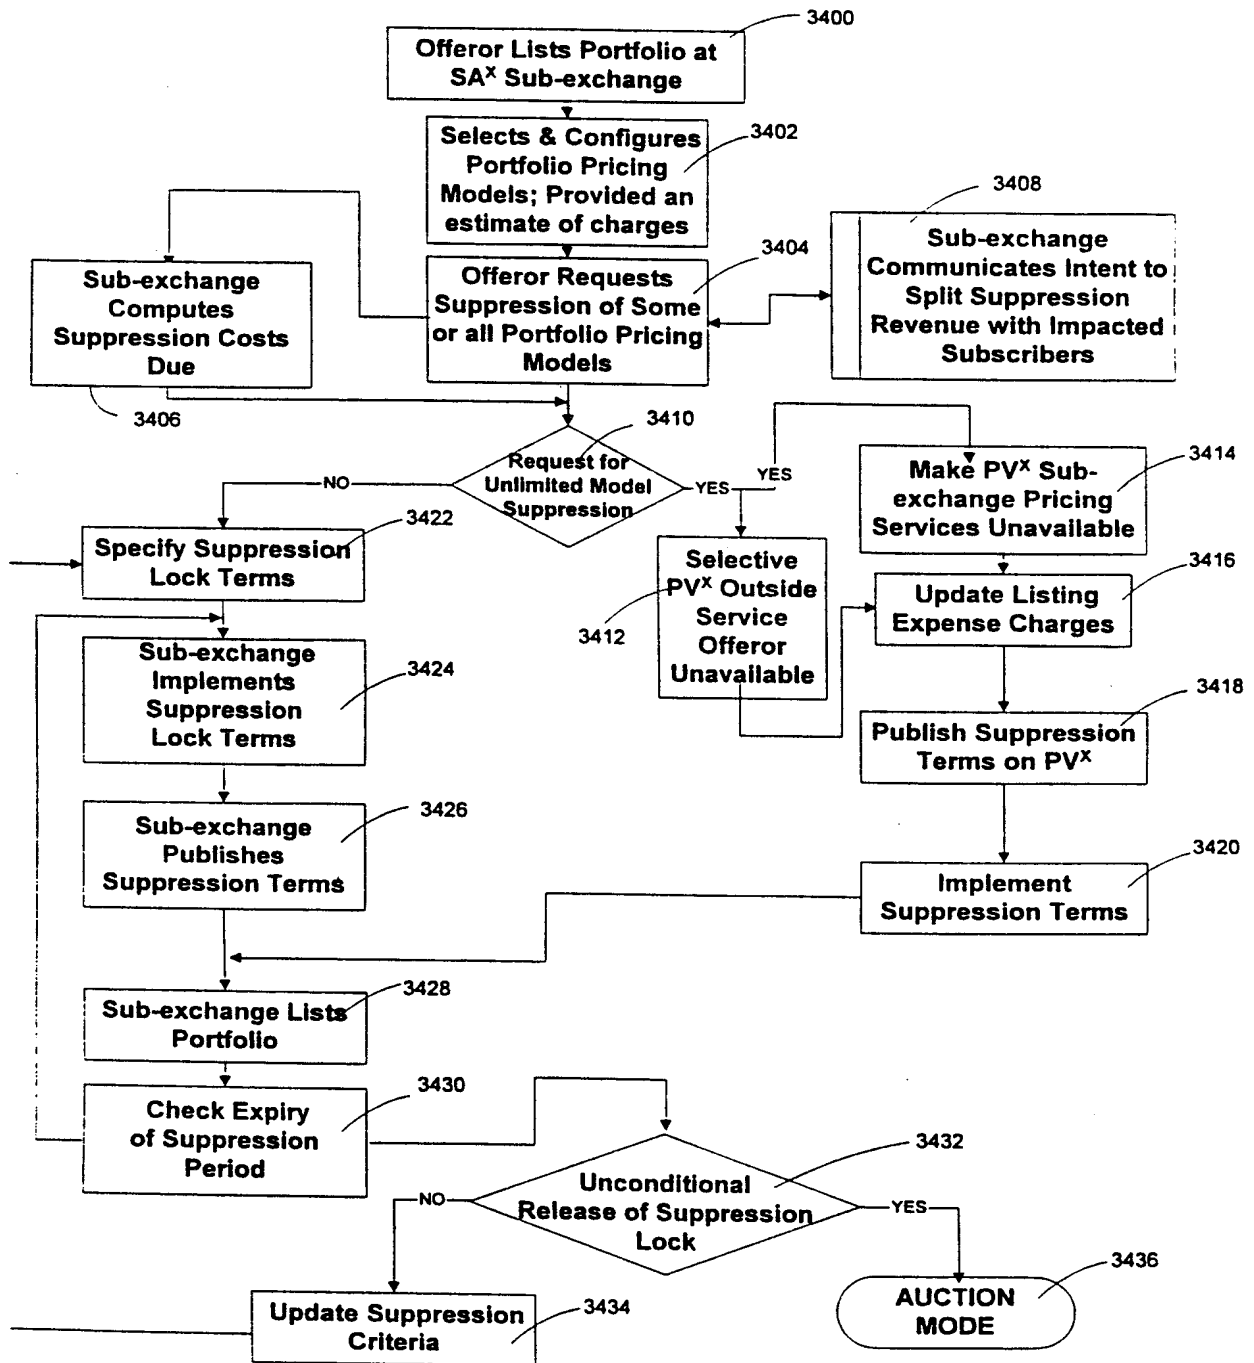 3400
Offeror Lists Portfolio at
SAˣ Sub-exchange
3402
Selects & Configures
Portfolio Pricing
Models; Provided an
estimate of charges
3404
Offeror Requests
Suppression of Some
or all Portfolio Pricing
Models
3408
Sub-exchange
Communicates Intent to
Split Suppression
Revenue with Impacted
Subscribers
Sub-exchange
Computes
Suppression Costs
Due
3406
3410
Request for
Unlimited Model
Suppression
NO
YES
YES
3414
Make PVˣ Sub-
exchange Pricing
Services Unavailable
3422
Specify Suppression
Lock Terms
Selective
PVˣ Outside
Service
Offeror
Unavailable
3412
3416
Update Listing
Expense Charges
Sub-exchange
Implements
Suppression
Lock Terms
3424
3418
Publish Suppression
Terms on PVˣ
3426
Sub-exchange
Publishes
Suppression Terms
3420
Implement
Suppression Terms
3428
Sub-exchange Lists
Portfolio
3430
Check Expiry
of Suppression
Period
3432
Unconditional
Release of Suppression
Lock
NO
YES
3434
Update Suppression
Criteria
3436
AUCTION
MODE